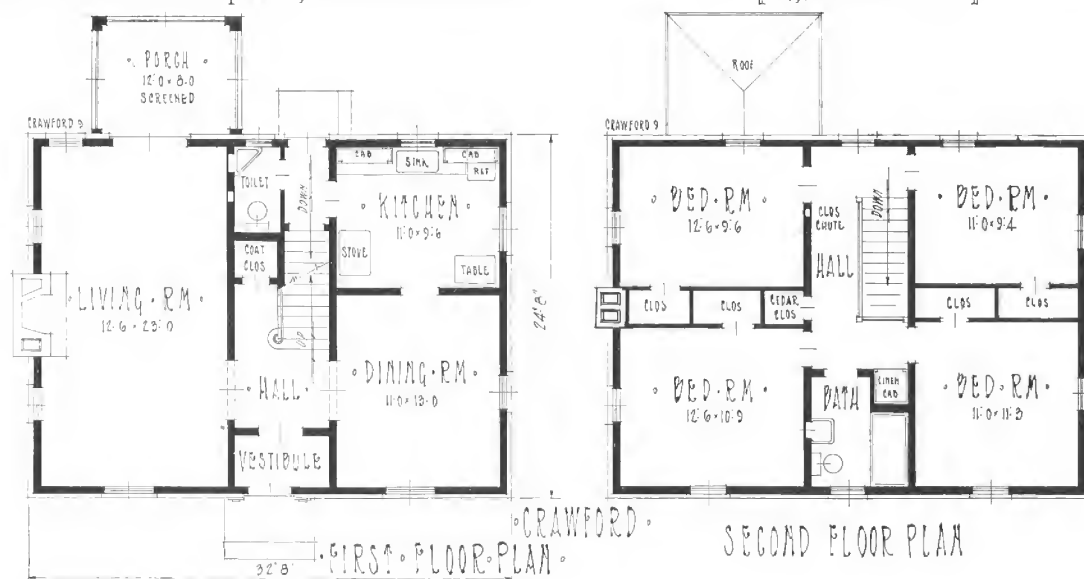 PORCH
12'0 × 8-0
SCREENED
CRAWFORD 9
TOILET
DOWN
CAB
SINK
CAB
REF
KITCHEN
11'0 × 9'6
STOVE
TABLE
COAT
CLOS
LIVING·RM
12'6 × 23'0
UP
HALL
DINING·RM
11'0 × 13-0
VESTIBULE
24'8"
32'8"
·CRAWFORD·
·FIRST·FLOOR·PLAN·
ROOF
CRAWFORD 9
·BED·RM·
12'6 × 9'6
CLOS
CHUTE
DOWN
HALL
·BED·RM·
11'0 × 9'4
CLOS
CLOS
CEDAR
CLOS
CLOS
CLOS
·BED·RM·
12'6 × 10'9
BATH
LINEN
CAB
·BED·RM·
11'0 × 11'3
SECOND FLOOR PLAN